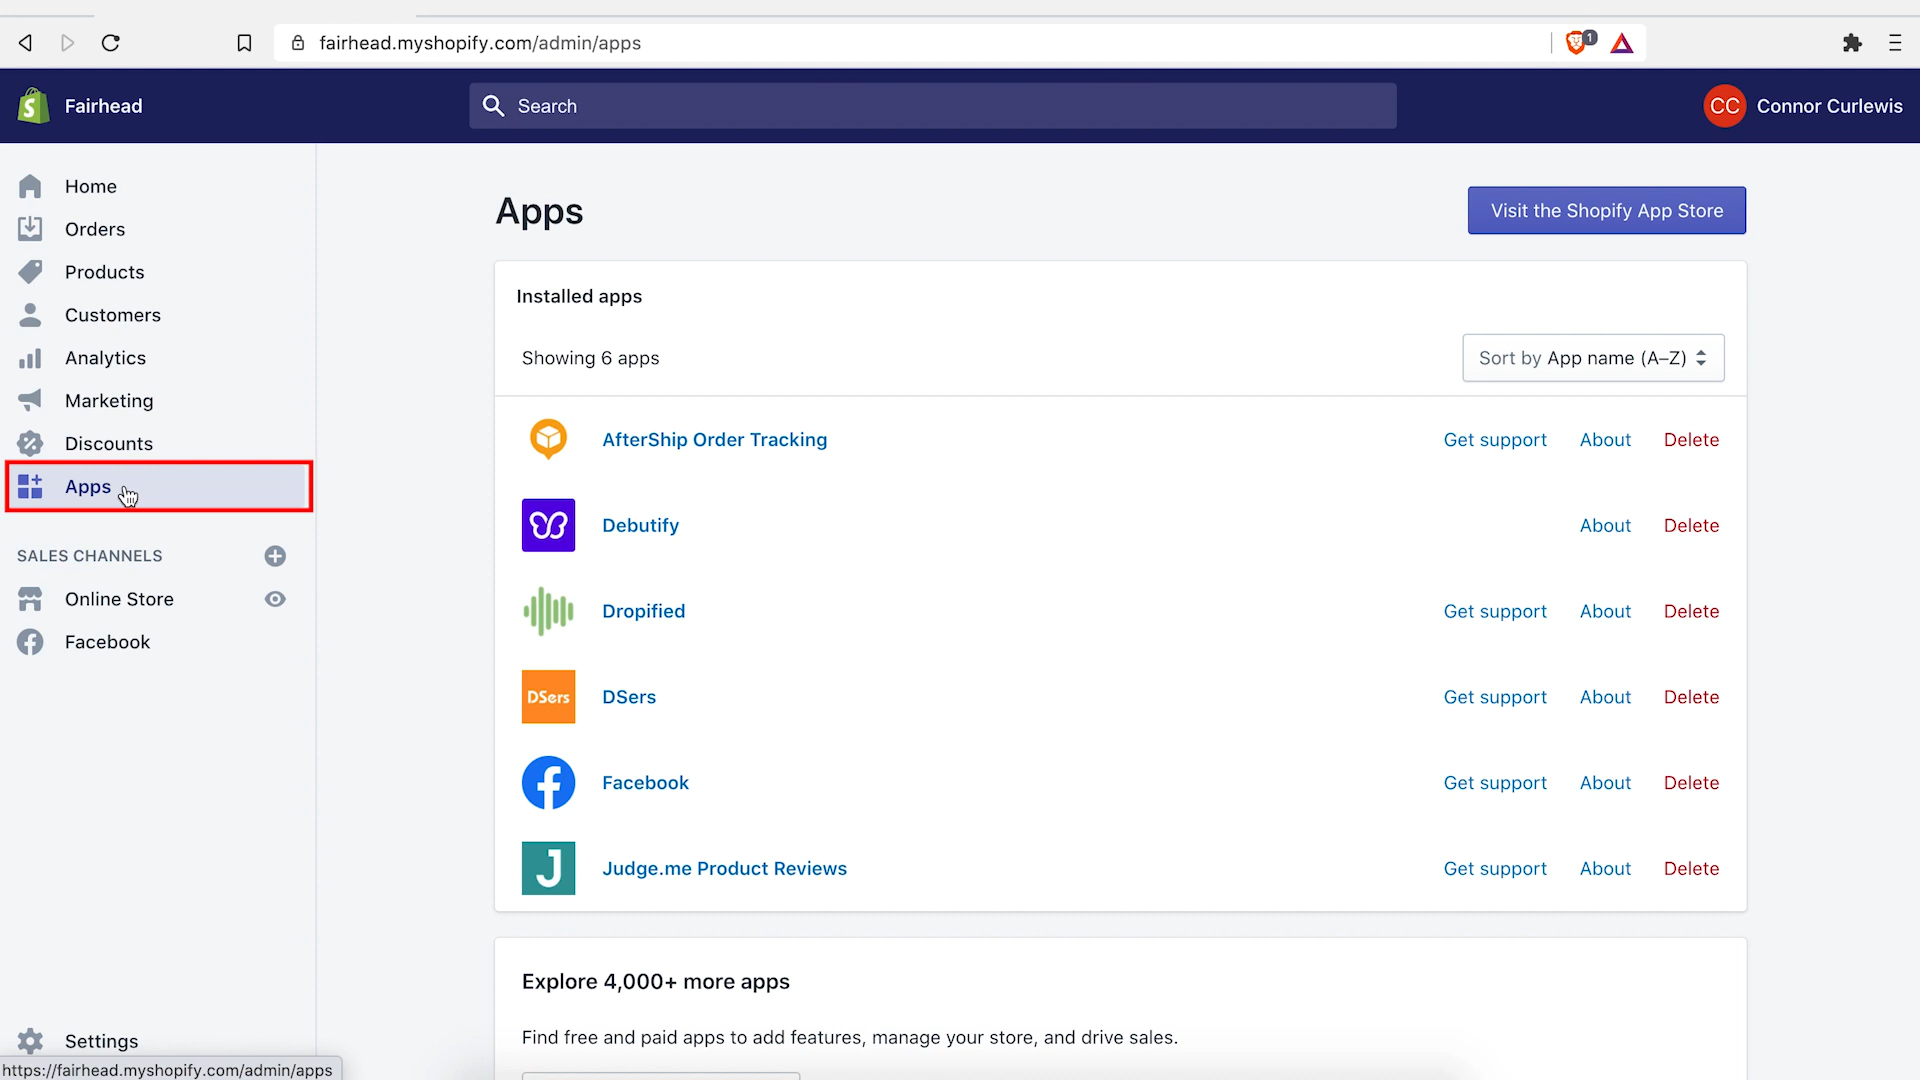 fairhead.myshopify.com/admin/apps
1
Fairhead
Search
CC Connor Curlewis
Home
Orders
Products
Customers
Analytics
Marketing
Discounts
Apps
SALES CHANNELS
Online Store
Facebook
Settings
https://fairhead.myshopify.com/admin/apps
Apps
Visit the Shopify App Store
Installed apps
Showing 6 apps
Sort by App name (A–Z)
AfterShip Order Tracking Get support About Delete
Debutify About Delete
Dropified Get support About Delete
DSers DSers Get support About Delete
Facebook Get support About Delete
J Judge.me Product Reviews Get support About Delete
Explore 4,000+ more apps
Find free and paid apps to add features, manage your store, and drive sales.